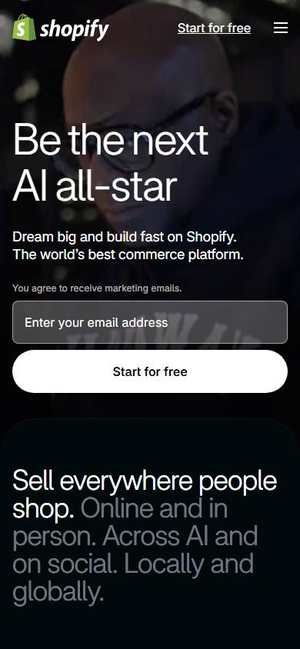 shopify
Start for free
Be the next
AI all-star
Dream big and build fast on Shopify.
The world's best commerce platform.
You agree to receive marketing emails.
Enter your email address
Start for free
Sell everywhere people
shop. Online and in
person. Across AI and
on social. Locally and
globally.